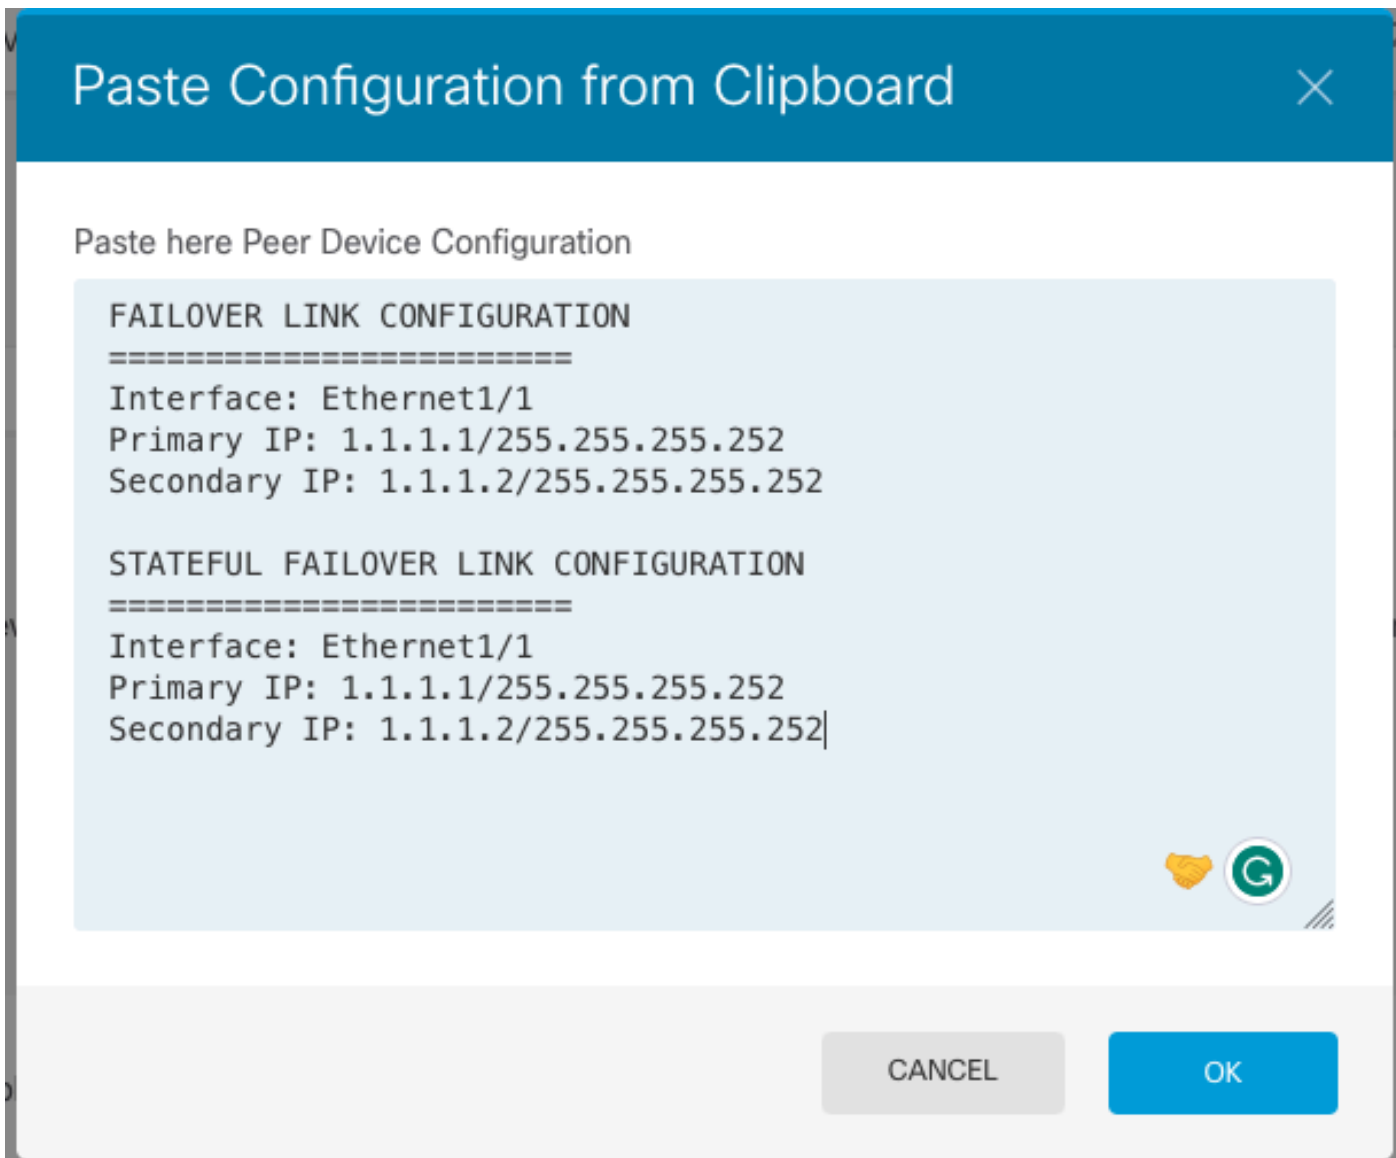 Paste Configuration from Clipboard
Paste here Peer Device Configuration
FAILOVER LINK CONFIGURATION
========================
Interface: Ethernet1/1
Primary IP: 1.1.1.1/255.255.255.252
Secondary IP: 1.1.1.2/255.255.255.252
STATEFUL FAILOVER LINK CONFIGURATION
========================
Interface: Ethernet1/1
Primary IP: 1.1.1.1/255.255.255.252
Secondary IP: 1.1.1.2/255.255.255.252
CANCEL
OK